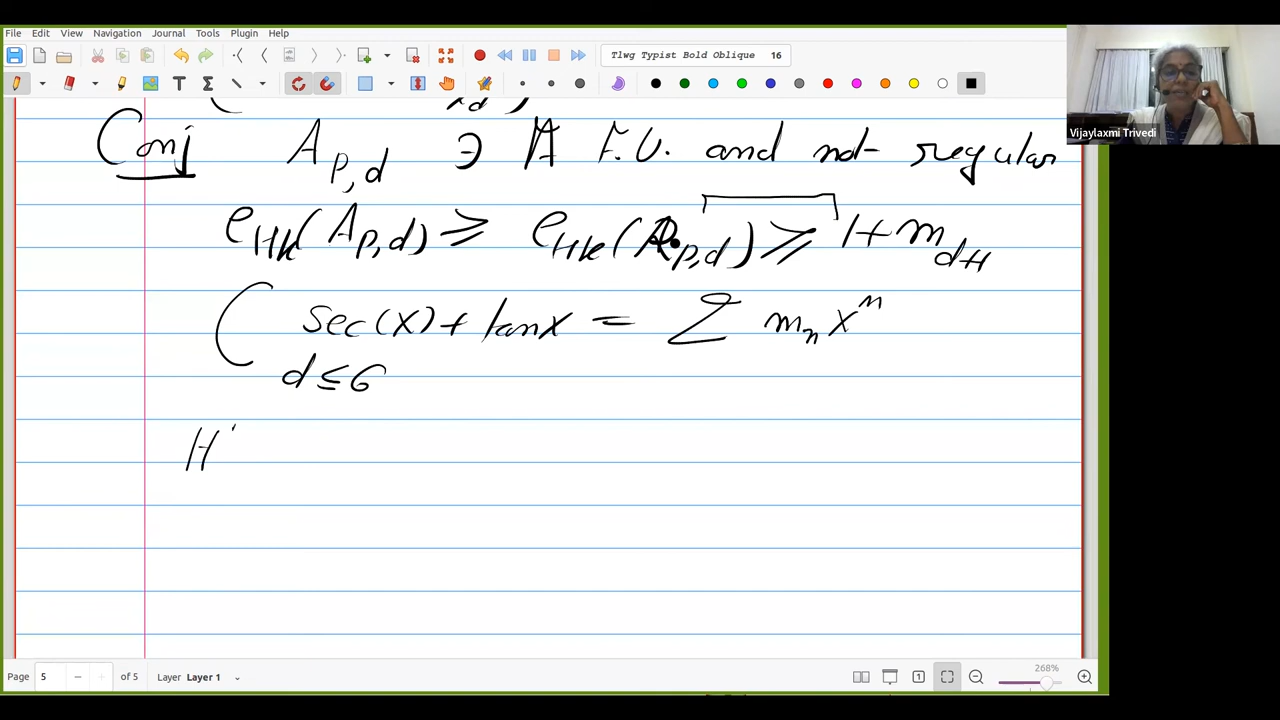 File Edit View Navigation Journal Tools Plugin Help
Tlwg Typist Bold Oblique 16
Vijaylaxmi Trivedi
Conj A_{p,d} ∋ F.U. and not regular
e_{HK}(A_{p,d}) ≥ e_{HK}(R_{p,d}) ≥ 1 + m_{d+1}
( sec(x) + tan x = Σ m_n x^n
d ≤ 6
H
Page 5 of 5 Layer Layer 1 268%